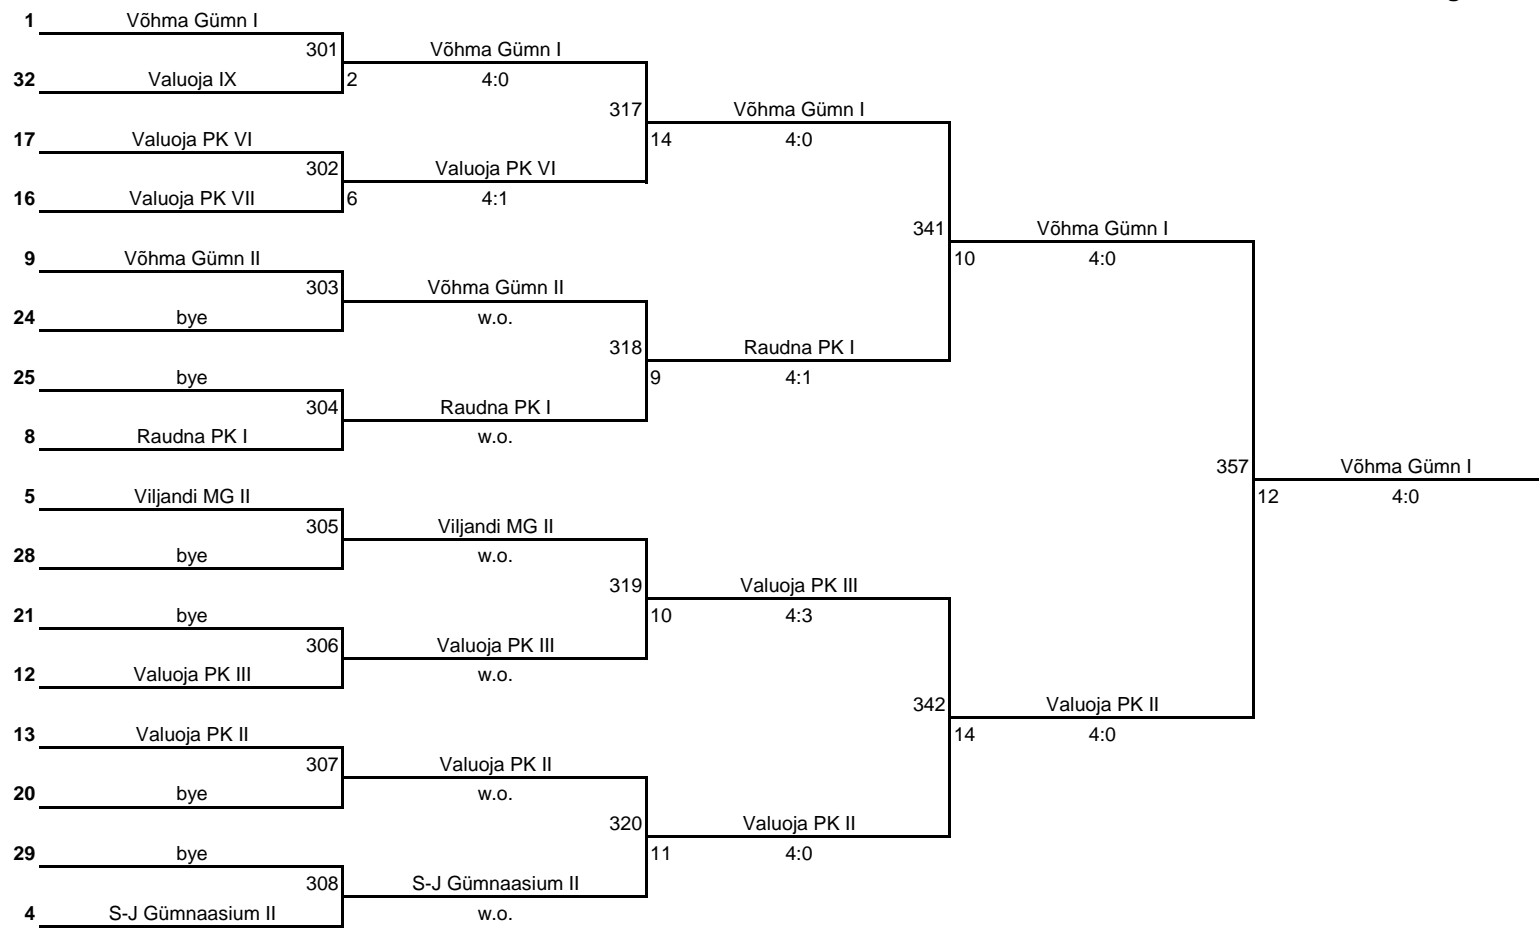 g
1 Võhma Gümn I
301 Võhma Gümn I
32 Valuoja IX 2 4:0
317 Võhma Gümn I
17 Valuoja PK VI 14 4:0
302 Valuoja PK VI
16 Valuoja PK VII 6 4:1
341 Võhma Gümn I
9 Võhma Gümn II 10 4:0
303 Võhma Gümn II
24 bye w.o.
318 Raudna PK I
25 bye 9 4:1
304 Raudna PK I
8 Raudna PK I w.o.
357 Võhma Gümn I
5 Viljandi MG II 12 4:0
305 Viljandi MG II
28 bye w.o.
319 Valuoja PK III
21 bye 10 4:3
306 Valuoja PK III
12 Valuoja PK III w.o.
342 Valuoja PK II
13 Valuoja PK II 14 4:0
307 Valuoja PK II
20 bye w.o.
320 Valuoja PK II
29 bye 11 4:0
308 S-J Gümnaasium II
4 S-J Gümnaasium II w.o.